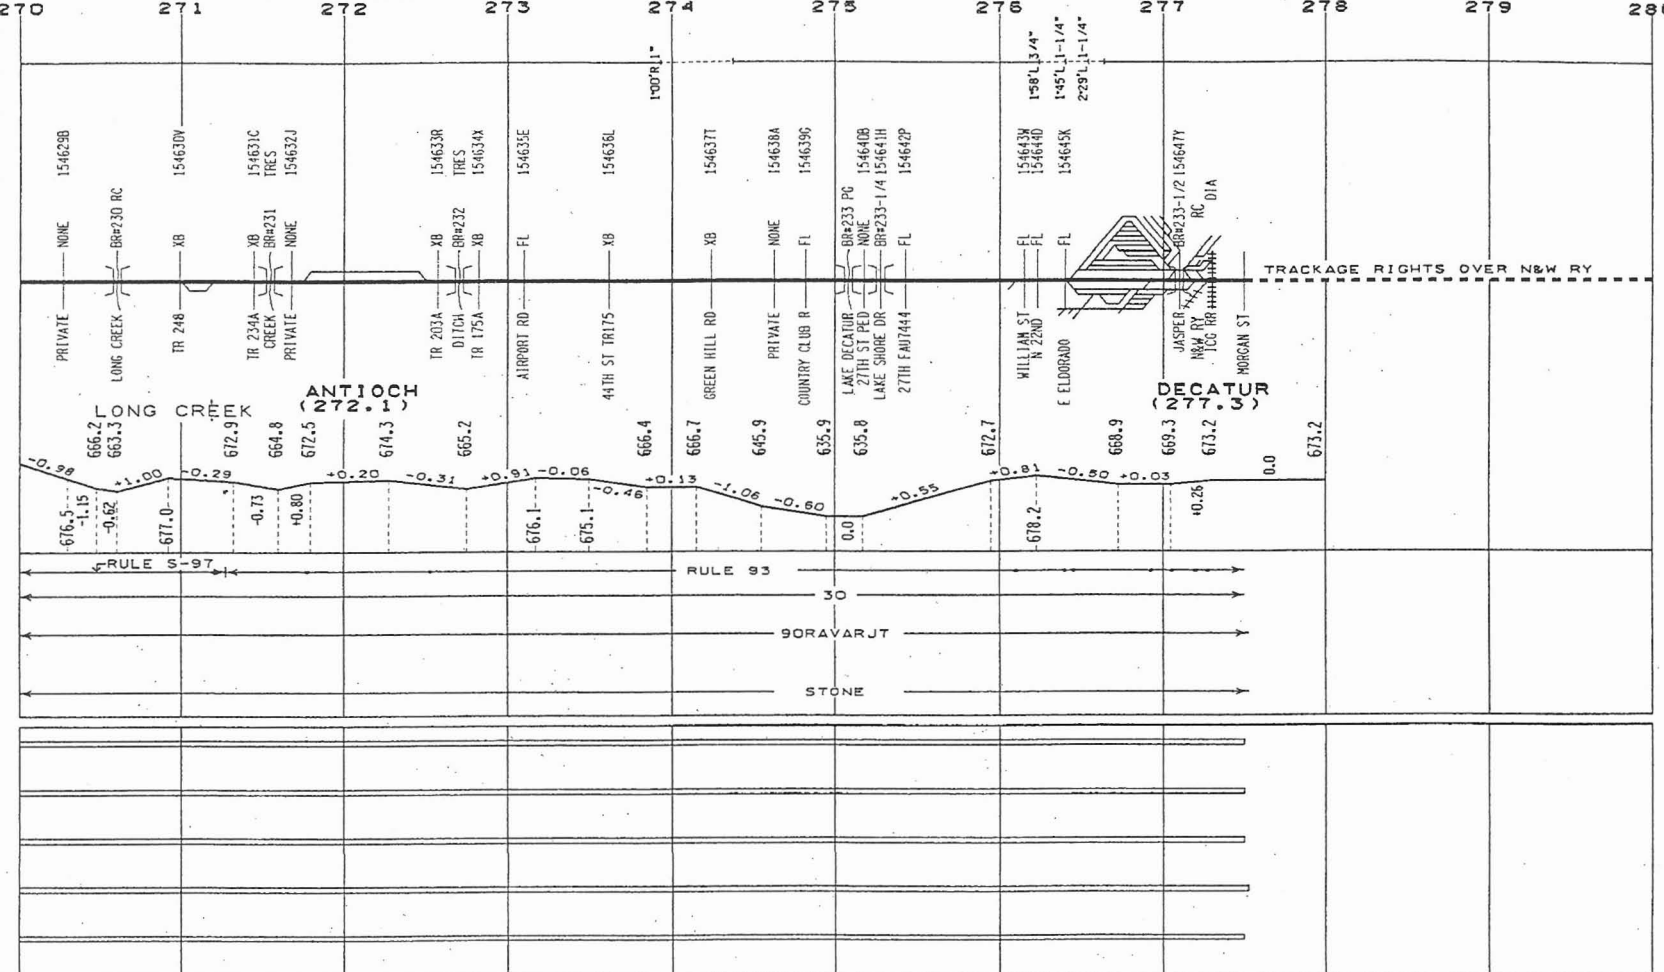 270 271 272 273 274 275 276 277 278 279 28
1°00'R 1"
1°58'L 3/4"
1°45'L 1-1/4"
2°29'L 1-1/4"
154629B
154630V
154631C
TRES
154632J
154633R
TRES
154634X
154635E
154636L
154637T
154638A
154639G
154640B
154641H
154642P
154643W
154644D
154645K
154647Y
NONE
BR#230 RC
XB
XB
BR#231
NONE
XB
BR#232
XB
FL
XB
XB
NONE
FL
BR#233 PG
NONE
BR#233-1/4
FL
FL
FL
FL
BR#233-1/2
RC
DIA
TRACKAGE RIGHTS OVER N&W RY
PRIVATE
LONG CREEK
TR 248
TR 234A
CREEK
PRIVATE
TR 203A
DITCH
TR 175A
AIRPORT RD
44TH ST TR175
GREEN HILL RD
PRIVATE
COUNTRY CLUB R
LAKE DECATUR
27TH ST PED
LAKE SHORE DR
27TH FAU7444
WILLIAM ST
N 22ND
E ELDORADO
JASPER
N&W RY
ICG RR
MORGAN ST
LONG CREEK
ANTIOCH
(272.1)
DECATUR
(277.3)
666.2 663.3 672.9 664.8 672.5 674.3 665.2 666.4 666.7 645.9 635.9 635.8 672.7 668.9 669.3 673.2 0.0 673.2
-0.98 +1.00 -0.29 +0.20 -0.31 +0.91 -0.06 -0.46 +0.13 -1.06 -0.60 +0.55 +0.81 -0.50 +0.03
676.5 -1.15 -0.62 677.0 -0.73 +0.80 676.1 675.1 0.0 678.2 +0.26
RULE S-97
RULE 93
30
90RAVARJT
STONE